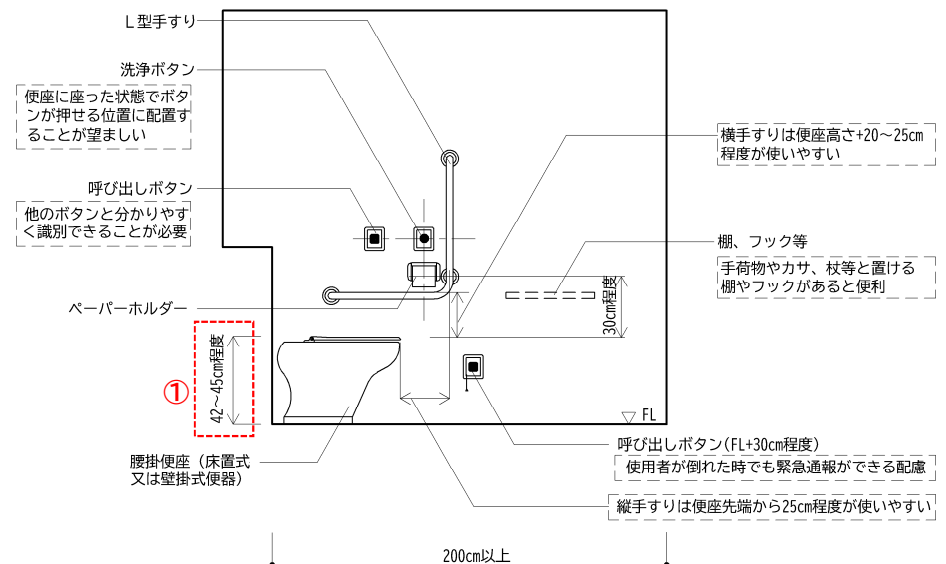 L型手すり
洗浄ボタン
便座に座った状態でボタ
ンが押せる位置に配置す
ることが望ましい
呼び出しボタン
他のボタンと分かりやす
く識別できることが必要
ペーパーホルダー
①
42～45cm程度
腰掛便座（床置式
又は壁掛式便器）
横手すりは便座高さ+20～25cm
程度が使いやすい
棚、フック等
手荷物やカサ、杖等と置ける
棚やフックがあると便利
30cm程度
FL
呼び出しボタン(FL+30cm程度)
使用者が倒れた時でも緊急通報ができる配慮
縦手すりは便座先端から25cm程度が使いやすい
200cm以上